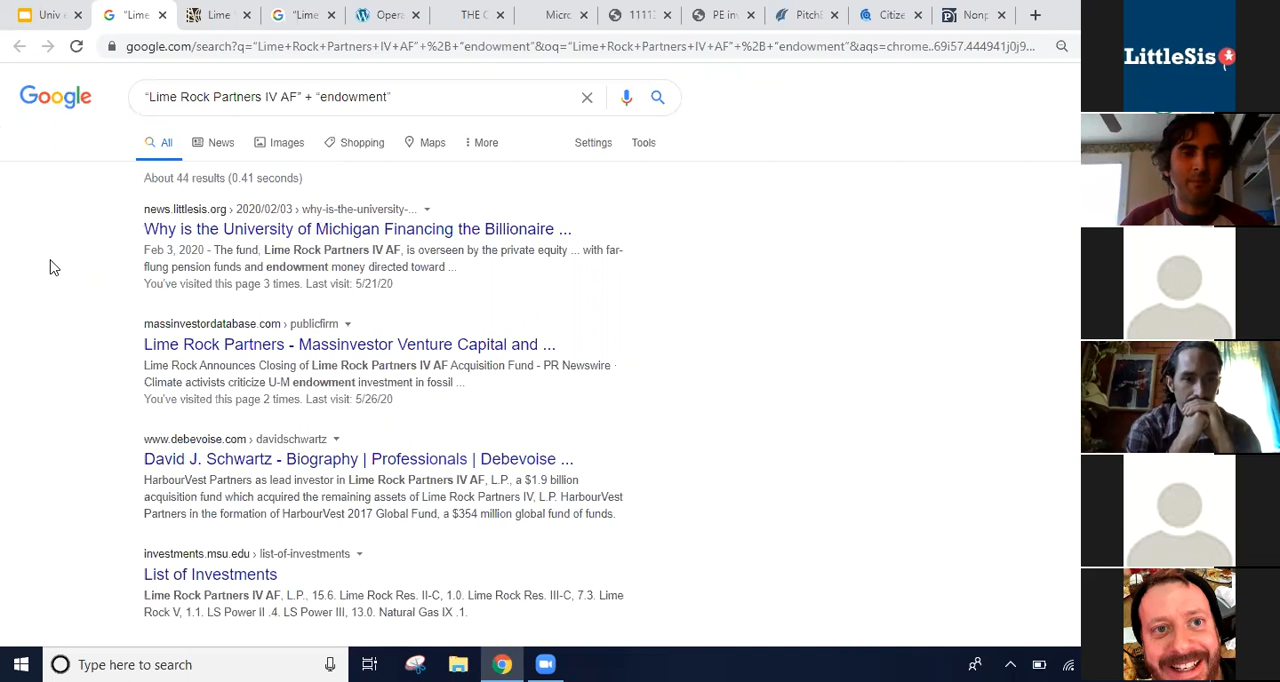 Univ
“Lime
Lime
“Lime
Opera
THE C
Micro
1111
PE in
Pitch
Citize
Nonp
google.com/search?q=“Lime+Rock+Partners+IV+AF”+%2B+“endowment”&oq=“Lime+Rock+Partners+IV+AF”+%2B+“endowment”&aqs=chrome..69i57.444941j0j9...
Google
“Lime Rock Partners IV AF” + “endowment”
All News Images Shopping Maps More Settings Tools
About 44 results (0.41 seconds)
news.littlesis.org › 2020/02/03 › why-is-the-university-...
Why is the University of Michigan Financing the Billionaire ...
Feb 3, 2020 - The fund, Lime Rock Partners IV AF, is overseen by the private equity ... with far-
flung pension funds and endowment money directed toward ...
You've visited this page 3 times. Last visit: 5/21/20
massinvestordatabase.com › publicfirm
Lime Rock Partners - Massinvestor Venture Capital and ...
Lime Rock Announces Closing of Lime Rock Partners IV AF Acquisition Fund - PR Newswire ·
Climate activists criticize U-M endowment investment in fossil ...
You've visited this page 2 times. Last visit: 5/26/20
www.debevoise.com › davidschwartz
David J. Schwartz - Biography | Professionals | Debevoise ...
HarbourVest Partners as lead investor in Lime Rock Partners IV AF, L.P., a $1.9 billion
acquisition fund which acquired the remaining assets of Lime Rock Partners IV, L.P. HarbourVest
Partners in the formation of HarbourVest 2017 Global Fund, a $354 million global fund of funds.
investments.msu.edu › list-of-investments
List of Investments
Lime Rock Partners IV AF, L.P., 15.6. Lime Rock Res. II-C, 1.0. Lime Rock Res. III-C, 7.3. Lime
Rock V, 1.1. LS Power II .4. LS Power III, 13.0. Natural Gas IX .1.
Type here to search
LittleSis